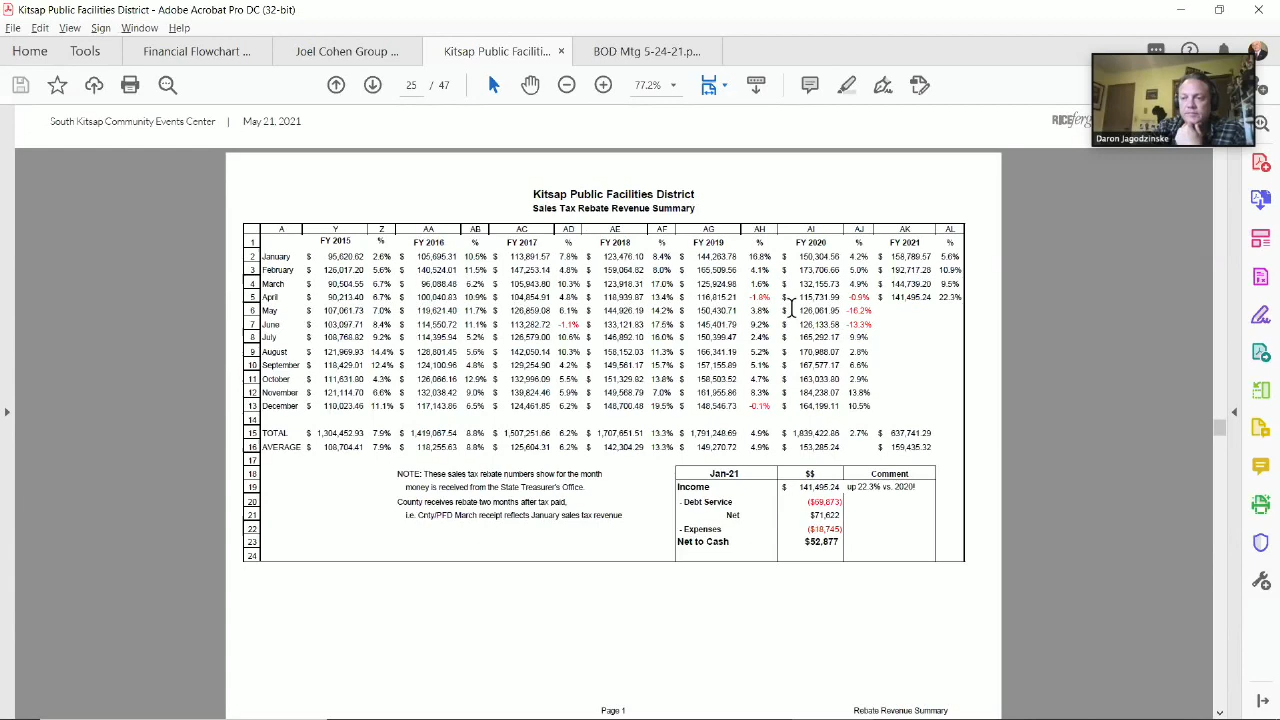 Kitsap Public Facilities District - Adobe Acrobat Pro DC (32-bit)
File Edit View Sign Window Help
Home Tools Financial Flowchart ... Joel Cohen Group ... Kitsap Public Faciliti... × BOD Mtg 5-24-21.p...
25 / 47 77.2%
South Kitsap Community Events Center | May 21, 2021
Daron Jagodzinske
Kitsap Public Facilities District
Sales Tax Rebate Revenue Summary
A Y Z AA AB AC AD AE AF AG AH AI AJ AK AL
1 FY 2015 % FY 2016 % FY 2017 % FY 2018 % FY 2019 % FY 2020 % FY 2021 %
2 January $ 95,620.62 2.6% $ 105,695.31 10.5% $ 113,891.57 7.8% $ 123,476.10 8.4% $ 144,263.78 16.8% $ 150,304.56 4.2% $ 158,789.57 5.6%
3 February $ 126,017.20 5.6% $ 140,524.01 11.5% $ 147,253.14 4.8% $ 159,064.82 8.0% $ 165,509.56 4.1% $ 173,706.66 5.0% $ 192,717.28 10.9%
4 March $ 90,504.55 6.7% $ 96,088.48 6.2% $ 105,943.88 10.3% $ 123,918.31 17.0% $ 125,924.98 1.6% $ 132,155.73 4.9% $ 144,739.20 9.5%
5 April $ 90,213.40 6.7% $ 100,040.83 10.9% $ 104,854.91 4.8% $ 118,939.87 13.4% $ 116,815.21 -1.8% $ 115,731.99 -0.9% $ 141,495.24 22.3%
6 May $ 107,061.73 7.0% $ 119,621.40 11.7% $ 126,859.08 6.1% $ 144,926.19 14.2% $ 150,430.71 3.8% $ 126,061.95 -16.2%
7 June $ 103,097.71 8.4% $ 114,550.72 11.1% $ 113,282.72 -1.1% $ 133,121.83 17.5% $ 145,401.79 9.2% $ 126,133.58 -13.3%
8 July $ 108,768.82 9.2% $ 114,395.94 5.2% $ 126,579.00 10.6% $ 146,892.10 16.0% $ 150,399.47 2.4% $ 165,292.17 9.9%
9 August $ 121,969.93 14.4% $ 128,801.45 5.6% $ 142,050.14 10.3% $ 158,152.03 11.3% $ 166,341.19 5.2% $ 170,988.07 2.8%
10 September $ 118,429.01 12.4% $ 124,100.96 4.8% $ 129,254.90 4.2% $ 149,561.17 15.7% $ 157,155.89 5.1% $ 167,577.17 6.6%
11 October $ 111,631.80 4.3% $ 126,066.16 12.9% $ 132,996.09 5.5% $ 151,329.82 13.8% $ 158,503.52 4.7% $ 163,033.80 2.9%
12 November $ 121,114.70 6.6% $ 132,038.42 9.0% $ 139,824.46 5.9% $ 149,568.79 7.0% $ 161,955.86 8.3% $ 184,238.07 13.8%
13 December $ 110,023.46 11.1% $ 117,143.86 6.5% $ 124,461.85 6.2% $ 148,700.48 19.5% $ 148,546.73 -0.1% $ 164,199.11 10.5%
14
15 TOTAL $ 1,304,452.93 7.9% $ 1,419,067.54 8.8% $ 1,507,251.66 6.2% $ 1,707,651.51 13.3% $ 1,791,248.69 4.9% $ 1,839,422.86 2.7% $ 637,741.29
16 AVERAGE $ 108,704.41 7.9% $ 118,255.63 8.8% $ 125,604.31 6.2% $ 142,304.29 13.3% $ 149,270.72 4.9% $ 153,285.24 $ 159,435.32
17
18 NOTE: These sales tax rebate numbers show for the month Jan-21 $$ Comment
19 money is received from the State Treasurer's Office. Income $ 141,495.24 up 22.3% vs. 2020!
20 County receives rebate two months after tax paid, - Debt Service ($69,873)
21 i.e. Cnty/PFD March receipt reflects January sales tax revenue Net $71,622
22 - Expenses ($18,745)
23 Net to Cash $52,877
24
Page 1 Rebate Revenue Summary